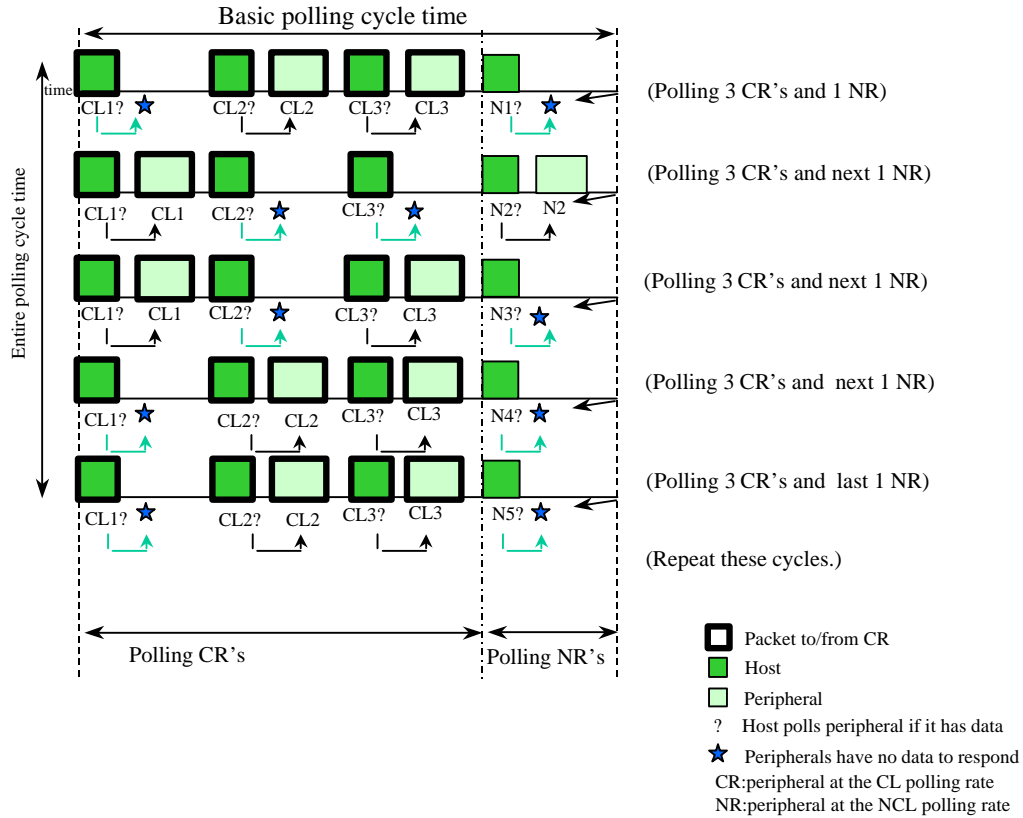 Basic polling cycle time
Entire polling cycle time
time
CL1? CL2? CL2 CL3? CL3 N1?
(Polling 3 CR's and 1 NR)
CL1? CL1 CL2? CL3? N2? N2
(Polling 3 CR's and next 1 NR)
CL1? CL1 CL2? CL3? CL3 N3?
(Polling 3 CR's and next 1 NR)
CL1? CL2? CL2 CL3? CL3 N4?
(Polling 3 CR's and next 1 NR)
CL1? CL2? CL2 CL3? CL3 N5?
(Polling 3 CR's and last 1 NR)
(Repeat these cycles.)
Polling CR's
Polling NR's
Packet to/from CR
Host
Peripheral
? Host polls peripheral if it has data
Peripherals have no data to respond
CR:peripheral at the CL polling rate
NR:peripheral at the NCL polling rate